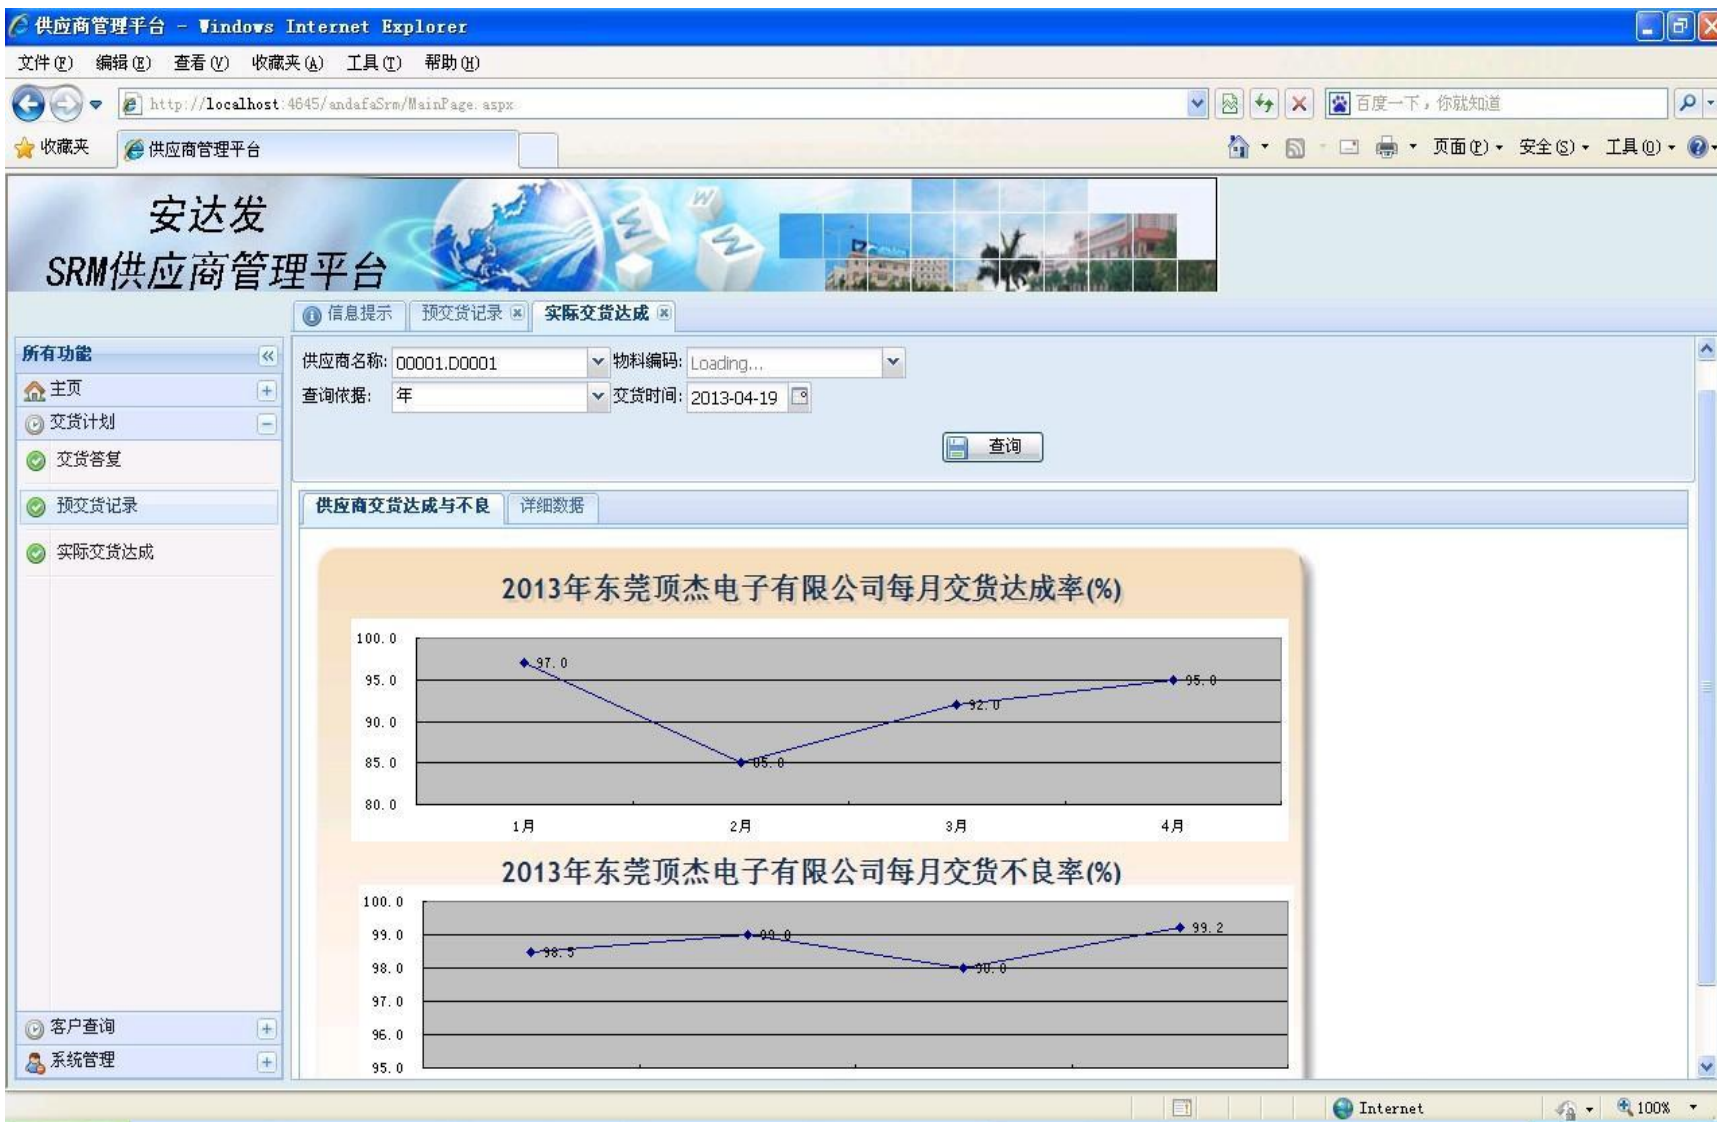 供应商管理平台 - Windows Internet Explorer
文件(F) 编辑(E) 查看(V) 收藏夹(A) 工具(T) 帮助(H)
http://localhost:4645/andafaSrm/MainPage.aspx
百度一下，你就知道
收藏夹
供应商管理平台
页面(P)
安全(S)
工具(O)
安达发
SRM供应商管理平台
信息提示
预交货记录
实际交货达成
所有功能
主页
交货计划
交货答复
预交货记录
实际交货达成
客户查询
系统管理
供应商名称: 00001.D0001 物料编码: Loading...
查询依据: 年 交货时间: 2013-04-19
查询
供应商交货达成与不良
详细数据
2013年东莞顶杰电子有限公司每月交货达成率(%)
100.0
95.0
90.0
85.0
80.0
97.0
85.0
92.0
95.0
1月 2月 3月 4月
2013年东莞顶杰电子有限公司每月交货不良率(%)
100.0
99.0
98.0
97.0
96.0
95.0
98.5
99.0
98.0
99.2
Internet
100%